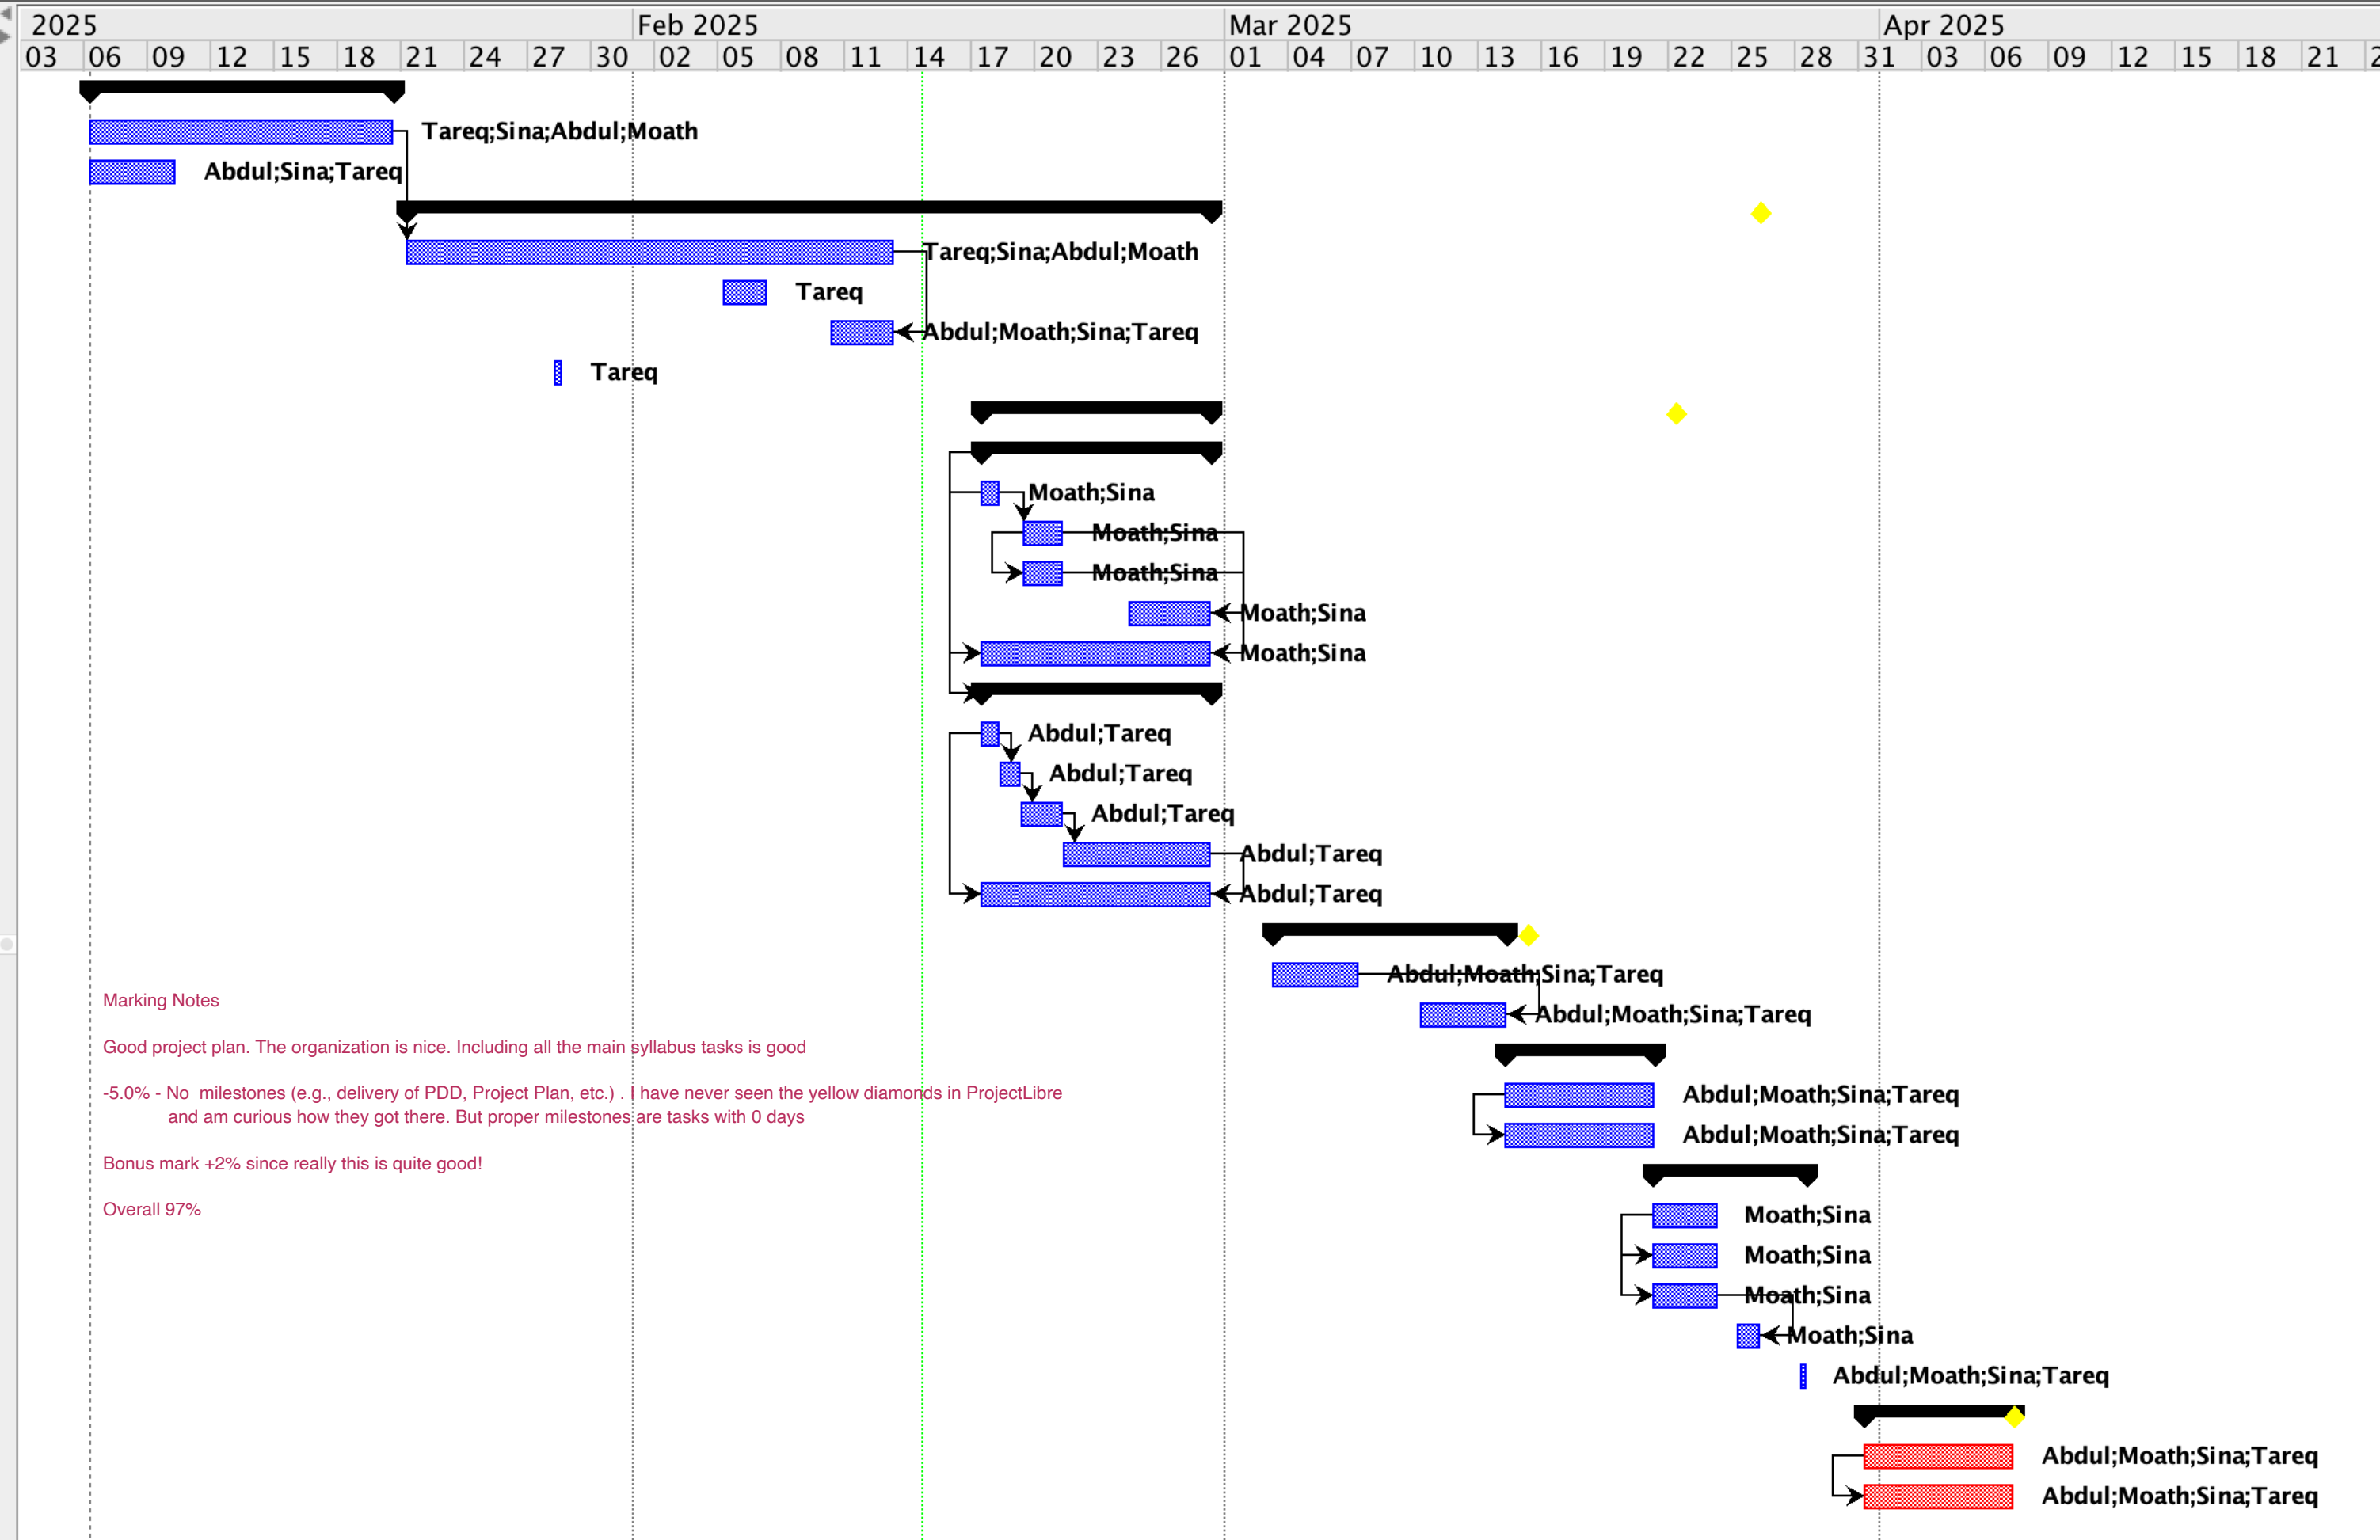 2025 Feb 2025 Mar 2025 Apr 2025
03 06 09 12 15 18 21 24 27 30 02 05 08 11 14 17 20 23 26 01 04 07 10 13 16 19 22 25 28 31 03 06 09 12 15 18 21 2
Tareq;Sina;Abdul;Moath
Abdul;Sina;Tareq
Tareq;Sina;Abdul;Moath
Tareq
Abdul;Moath;Sina;Tareq
Tareq
Moath;Sina
Moath;Sina
Moath;Sina
Moath;Sina
Moath;Sina
Abdul;Tareq
Abdul;Tareq
Abdul;Tareq
Abdul;Tareq
Abdul;Tareq
Abdul;Moath;Sina;Tareq
Abdul;Moath;Sina;Tareq
Abdul;Moath;Sina;Tareq
Abdul;Moath;Sina;Tareq
Moath;Sina
Moath;Sina
Moath;Sina
Moath;Sina
Abdul;Moath;Sina;Tareq
Abdul;Moath;Sina;Tareq
Abdul;Moath;Sina;Tareq
Marking Notes
Good project plan. The organization is nice. Including all the main syllabus tasks is good
-5.0% - No milestones (e.g., delivery of PDD, Project Plan, etc.) . I have never seen the yellow diamonds in ProjectLibre
and am curious how they got there. But proper milestones are tasks with 0 days
Bonus mark +2% since really this is quite good!
Overall 97%